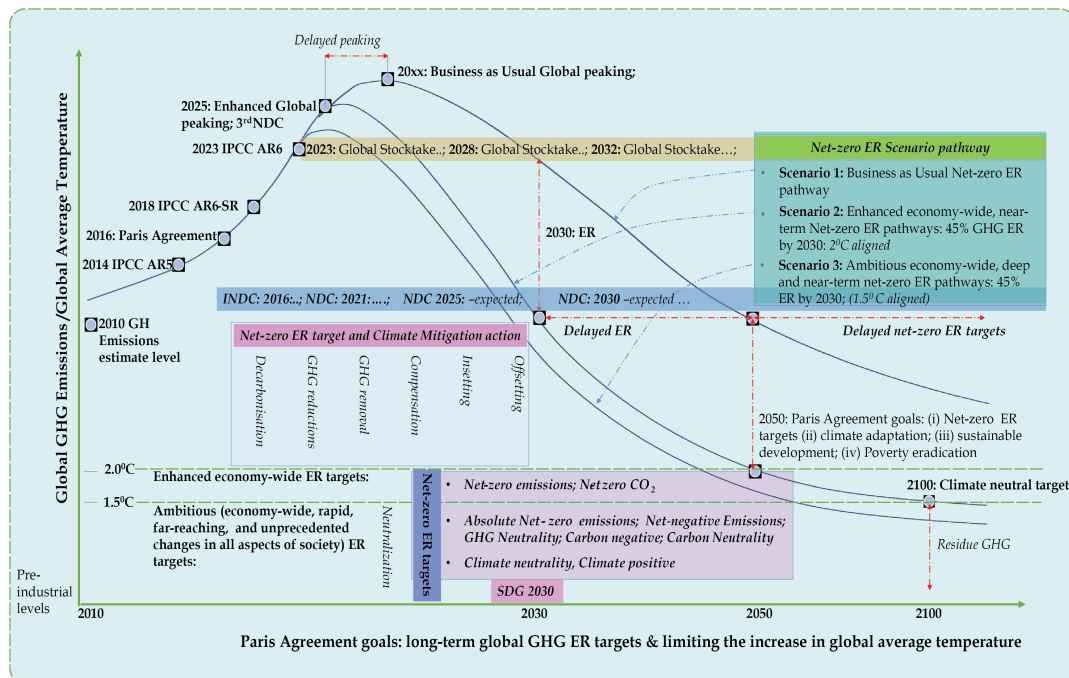 Delayed peaking
20xx: Business as Usual Global peaking;
2025: Enhanced Global
peaking; 3rdNDC
2023 IPCC AR6
2023: Global Stocktake..; 2028: Global Stocktake..; 2032: Global Stocktake…;
Net-zero ER Scenario pathway
• Scenario 1: Business as Usual Net-zero ER
pathway
• Scenario 2: Enhanced economy-wide, near-
term Net-zero ER pathways: 45% GHG ER
by 2030: 2⁰C aligned
• Scenario 3: Ambitious economy-wide, deep
and near-term net-zero ER pathways: 45%
ER by 2030; (1.5⁰C aligned)
2018 IPCC AR6-SR
2016: Paris Agreement
2014 IPCC AR5
2030: ER
Global GHG Emissions/Global Average Temperature
INDC: 2016:..; NDC: 2021:….; NDC 2025: –expected; NDC: 2030 –expected …
2010 GH
Emissions
estimate level
Delayed ER
Delayed net-zero ER targets
Net-zero ER target and Climate Mitigation action
Decarbonisation
GHG reductions
GHG removal
Compensation
Insetting
Offsetting
2050: Paris Agreement goals: (i) Net-zero ER
targets (ii) climate adaptation; (iii) sustainable
development; (iv) Poverty eradication
2.0⁰C
1.5⁰C
Enhanced economy-wide ER targets:
Ambitious (economy-wide, rapid,
far-reaching, and unprecedented
changes in all aspects of society) ER
targets:
Neutralization
Net-zero ER targets
• Net-zero emissions; Netzero CO₂
• Absolute Net- zero emissions; Net-negative Emissions;
GHG Neutrality; Carbon negative; Carbon Neutrality
• Climate neutrality, Climate positive
2100: Climate neutral target
Residue GHG
SDG 2030
Pre-
industrial
levels
2010
2030
2050
2100
Paris Agreement goals: long-term global GHG ER targets & limiting the increase in global average temperature